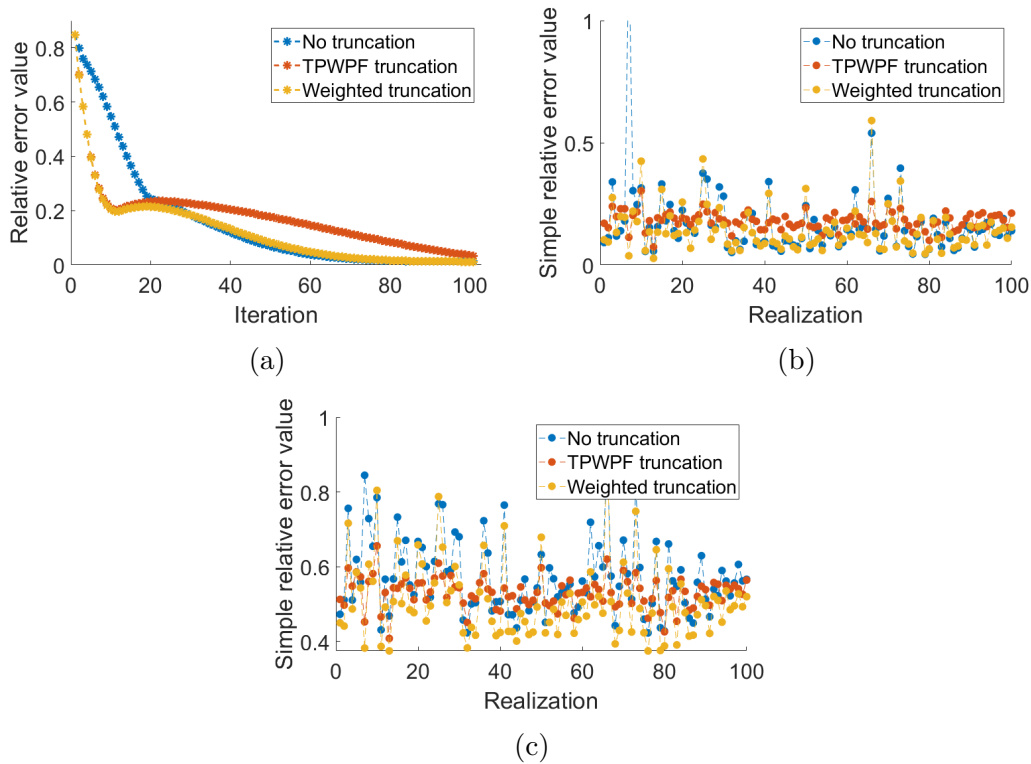 Relative error value
0.8
0.6
0.4
0.2
0
No truncation
TPWPF truncation
Weighted truncation
0 20 40 60 80 100
Iteration
(a)
Simple relative error value
1
0.5
0
No truncation
TPWPF truncation
Weighted truncation
0 20 40 60 80 100
Realization
(b)
Simple relative error value
1
0.8
0.6
0.4
No truncation
TPWPF truncation
Weighted truncation
0 20 40 60 80 100
Realization
(c)